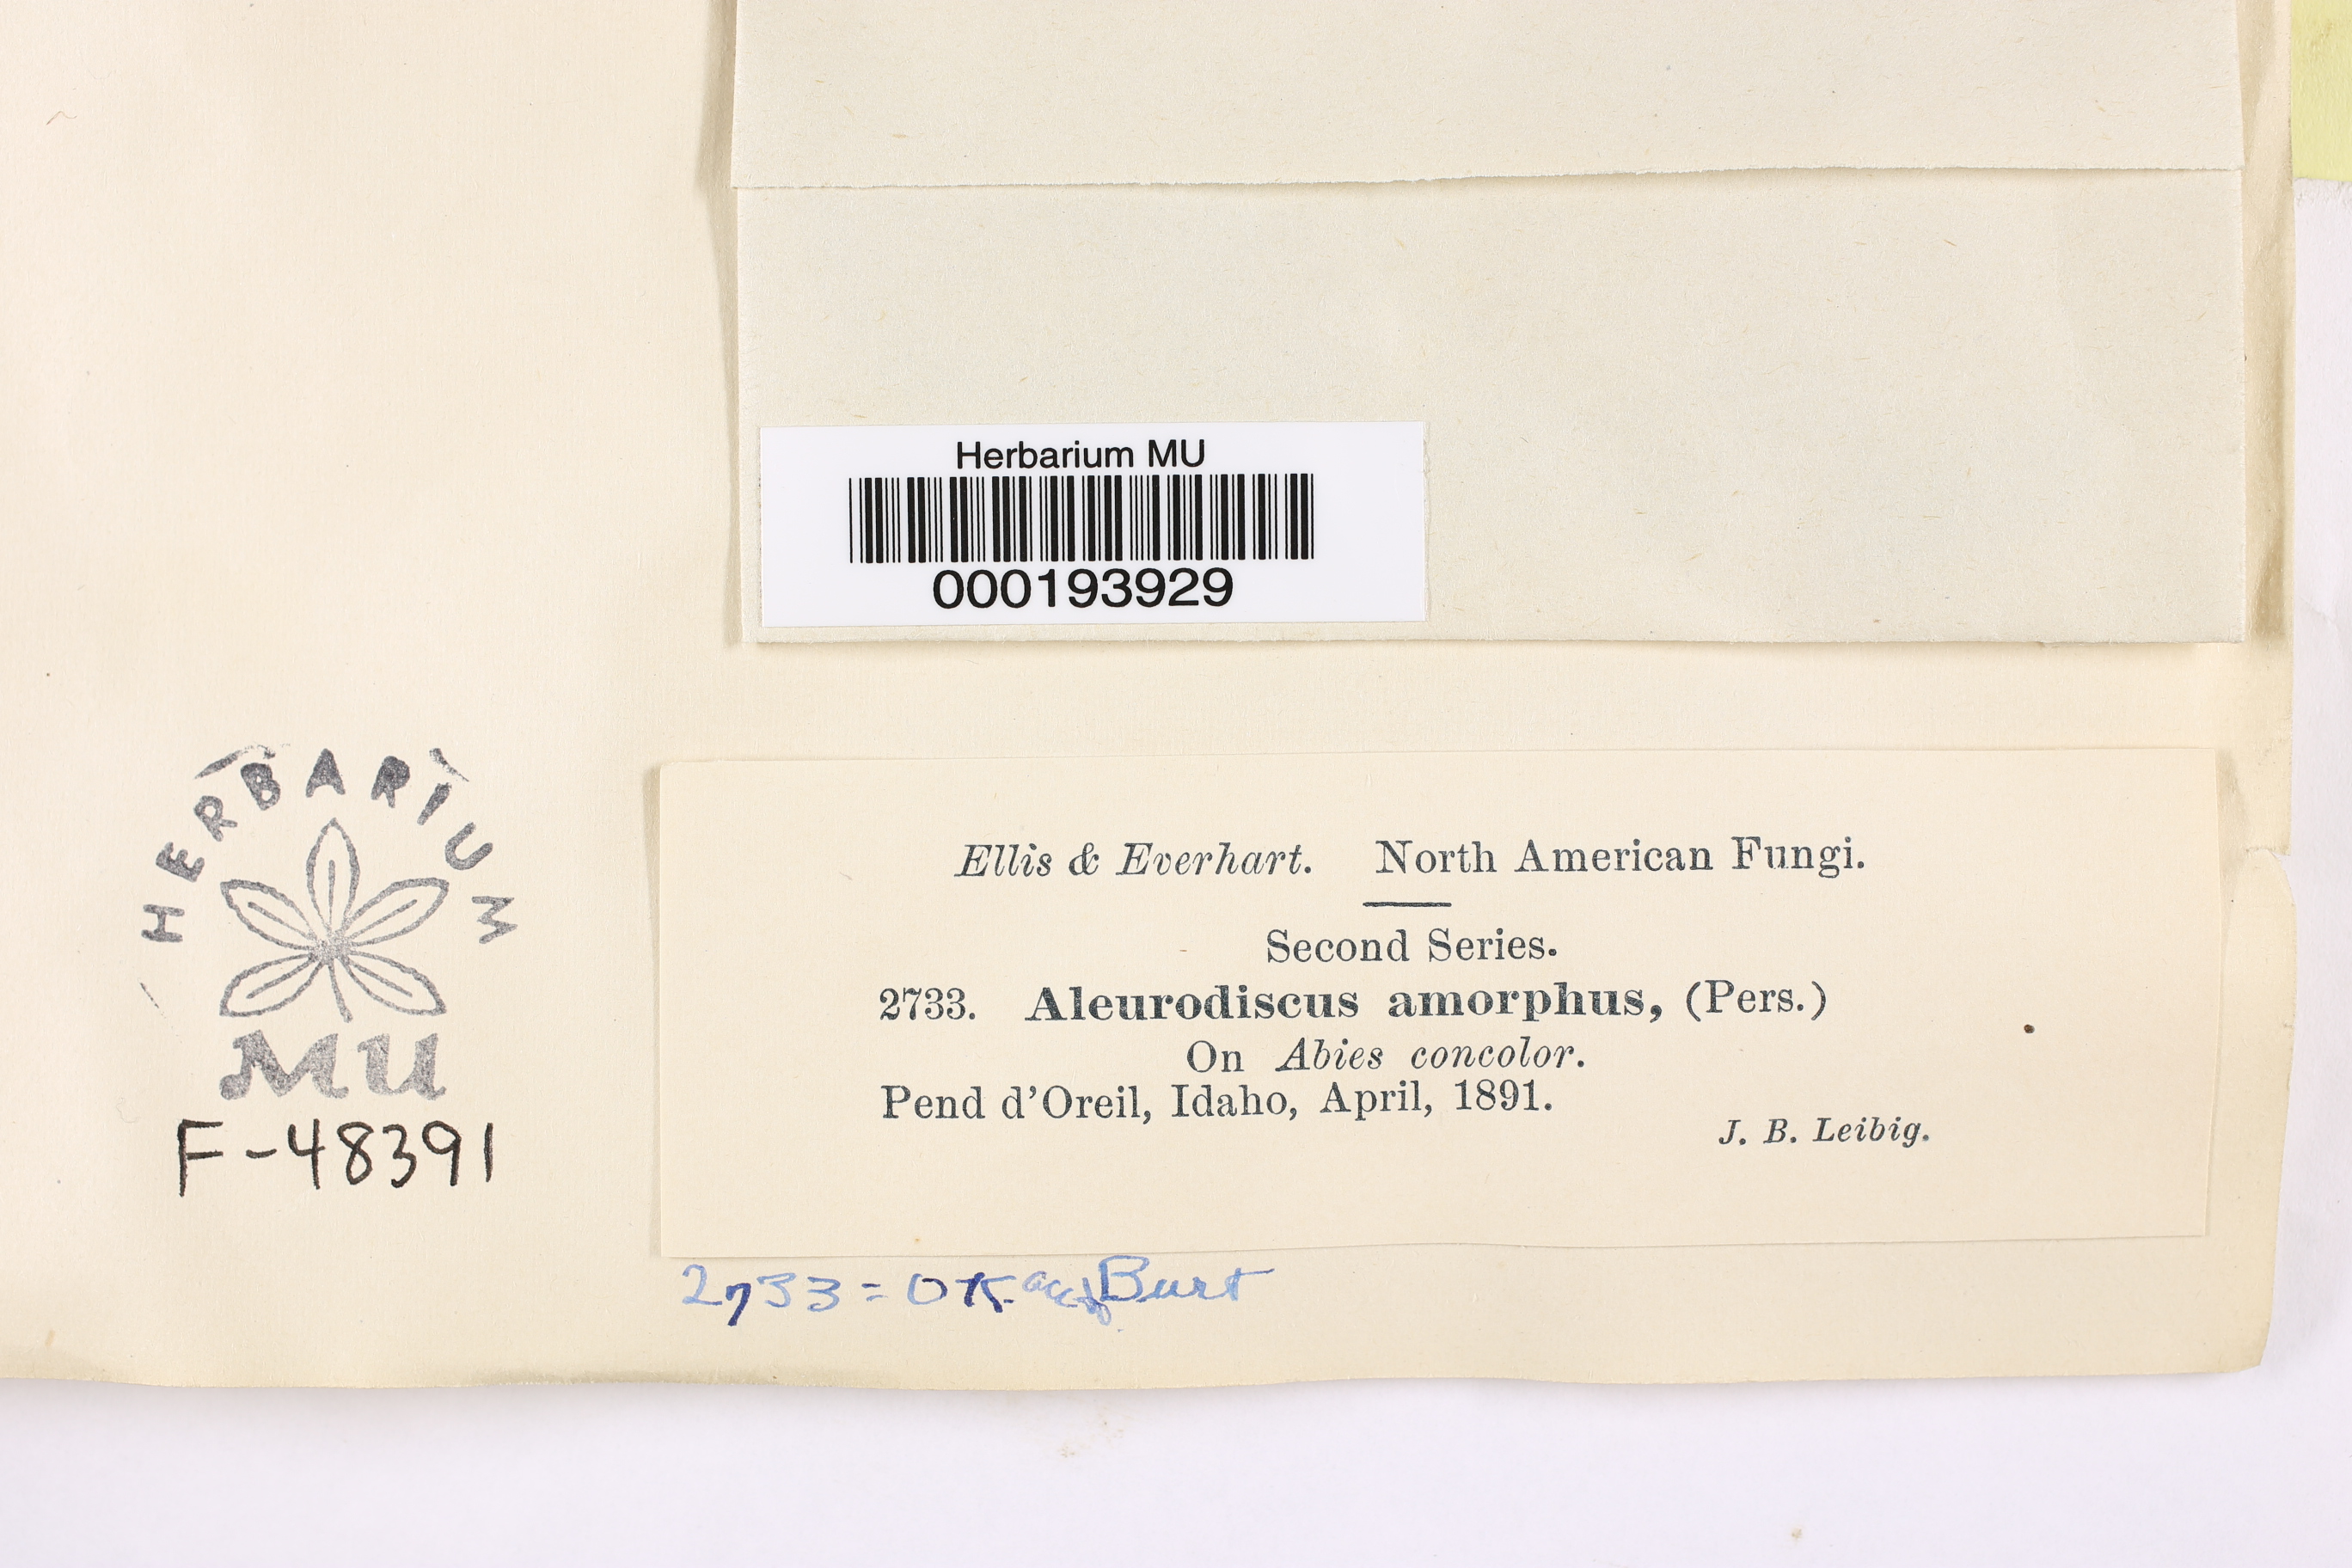 Herbarium MU
000193929
HERBARIUM
MU
F-48391
Ellis & Everhart. North American Fungi.
Second Series.
2733. Aleurodiscus amorphus, (Pers.)
On Abies concolor.
Pend d'Oreil, Idaho, April, 1891.
J. B. Leibig.
2733 = OK Burt